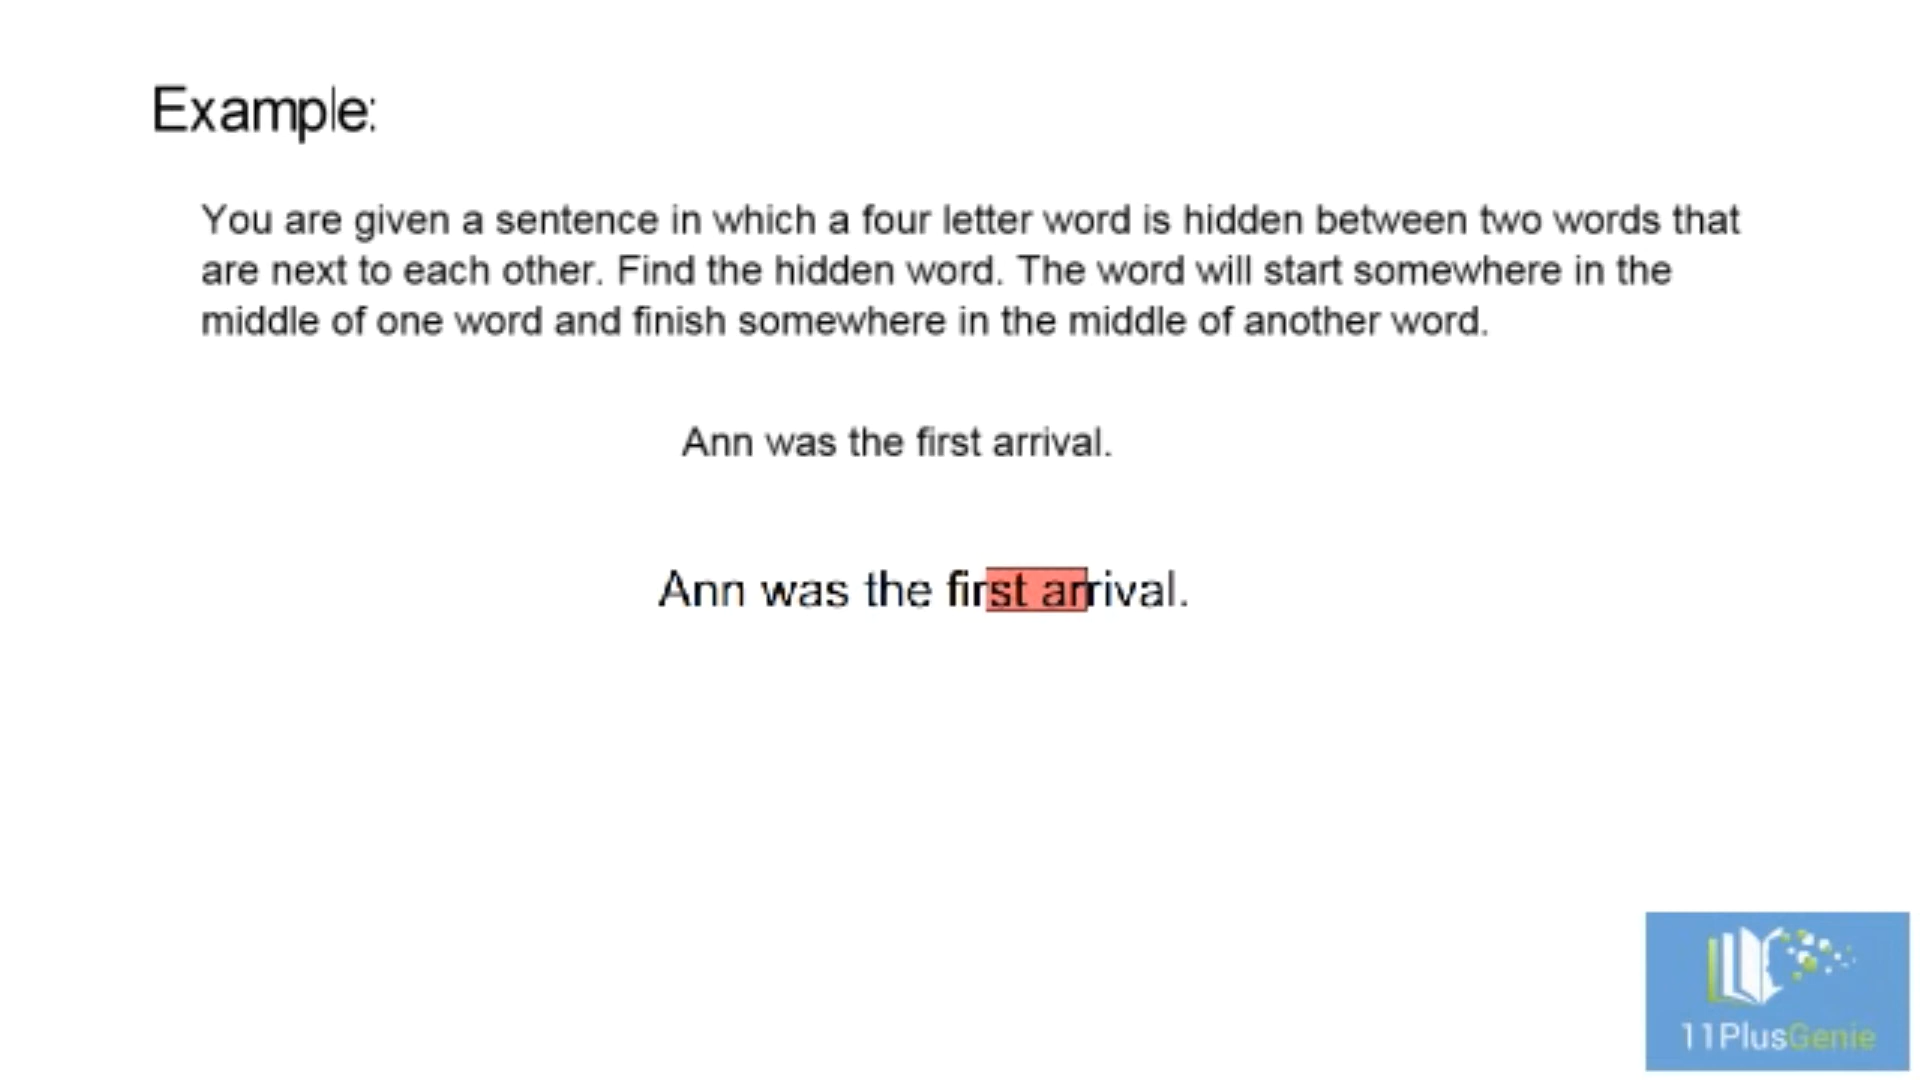 Example:
You are given a sentence in which a four letter word is hidden between two words that
are next to each other. Find the hidden word. The word will start somewhere in the
middle of one word and finish somewhere in the middle of another word.
Ann was the first arrival.
Ann was the first arrival.
11PlusGenie